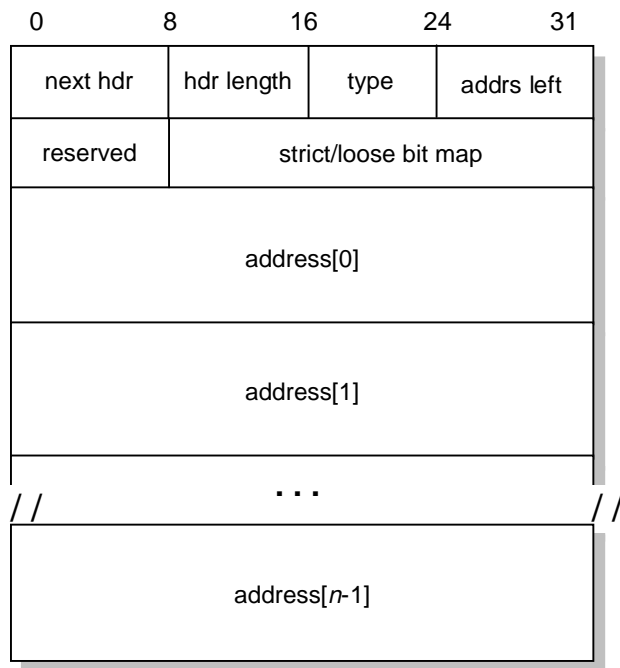 0 8 16 24 31
next hdr hdr length type addrs left
reserved strict/loose bit map
address[0]
address[1]
...
// //
address[n-1]